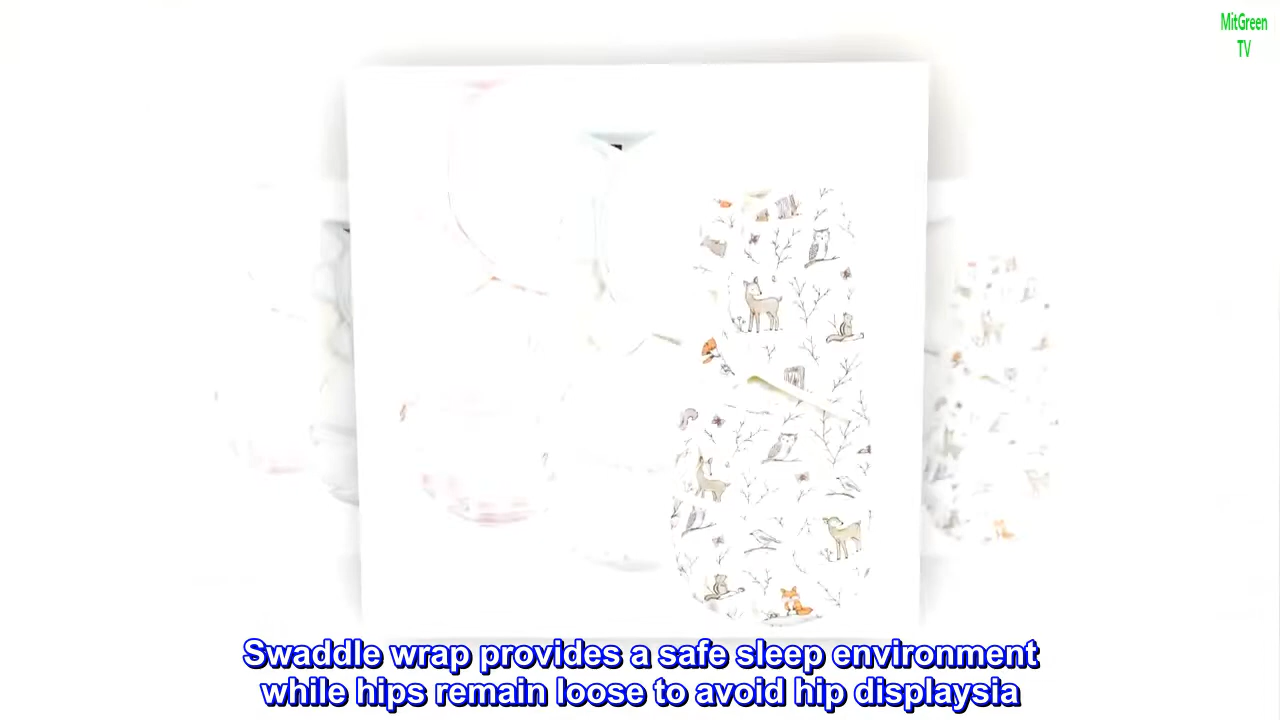 MitGreen
TV
Swaddle wrap provides a safe sleep environment
while hips remain loose to avoid hip displaysia